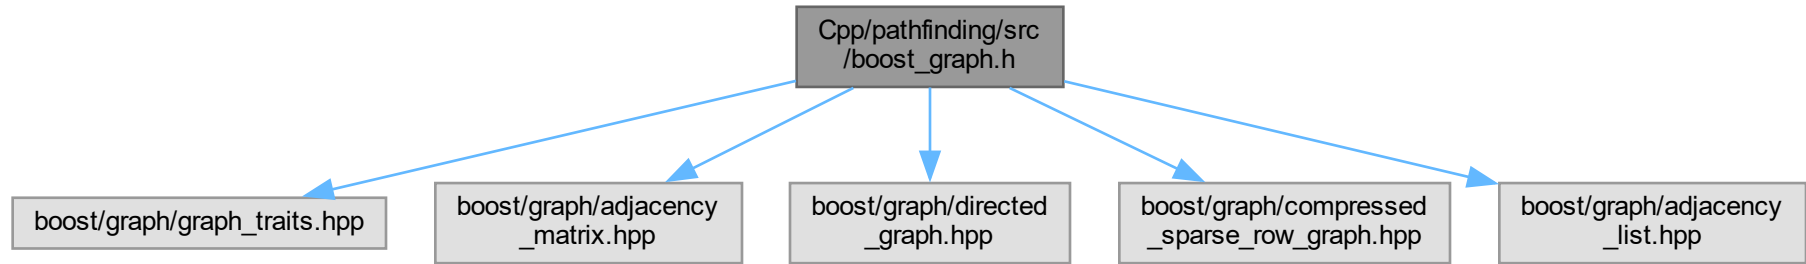 Cpp/pathfinding/src
/boost_graph.h
boost/graph/graph_traits.hpp
boost/graph/adjacency
_matrix.hpp
boost/graph/directed
_graph.hpp
boost/graph/compressed
_sparse_row_graph.hpp
boost/graph/adjacency
_list.hpp